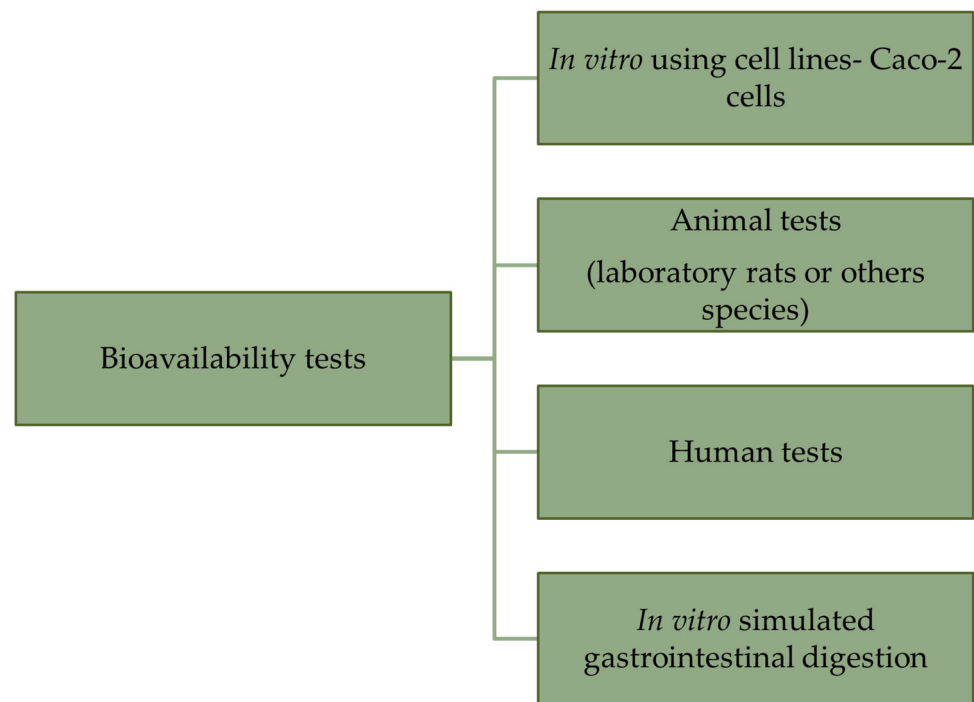 In vitro using cell lines- Caco-2
cells
Animal tests
(laboratory rats or others
species)
Bioavailability tests
Human tests
In vitro simulated
gastrointestinal digestion